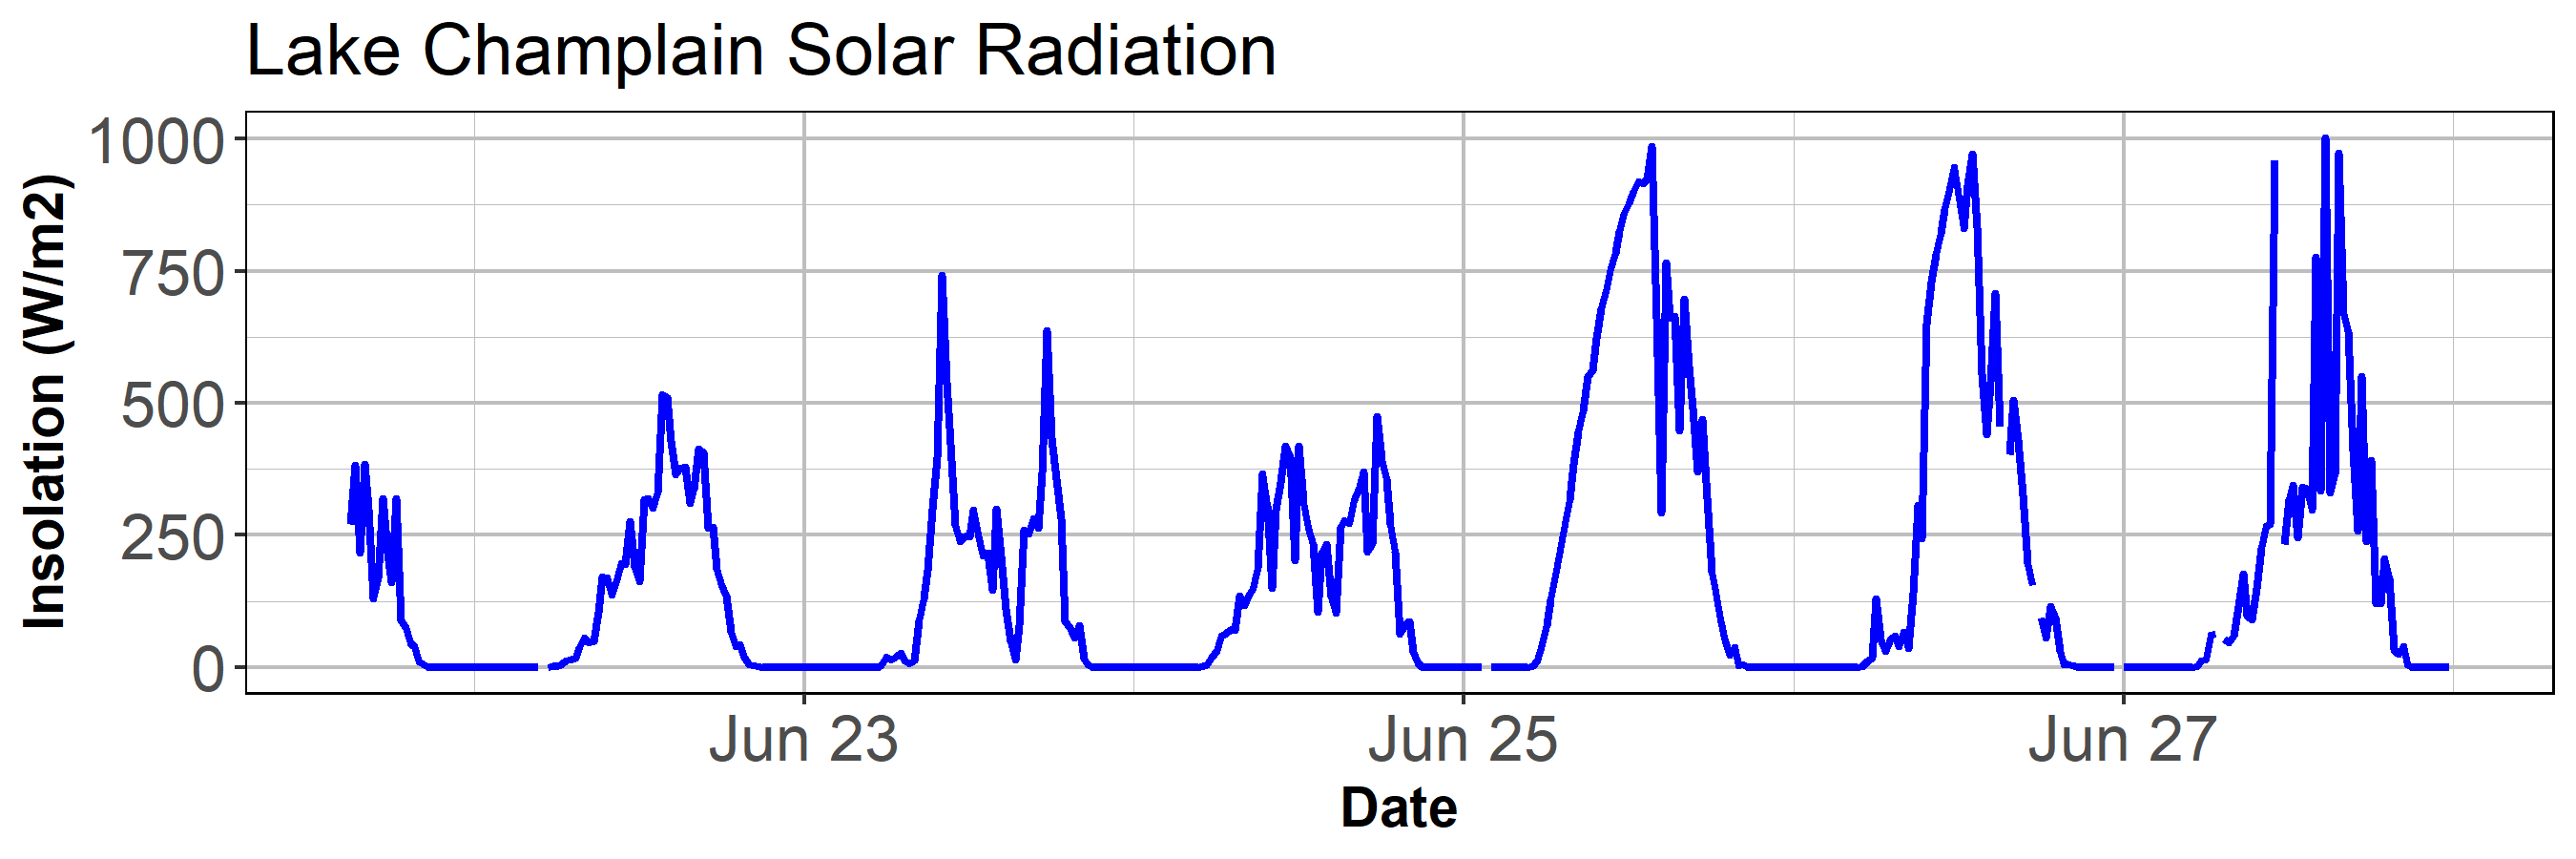 Lake Champlain Solar Radiation
Insolation (W/m2)
1000
750
500
250
0
Jun 23 Jun 25 Jun 27
Date